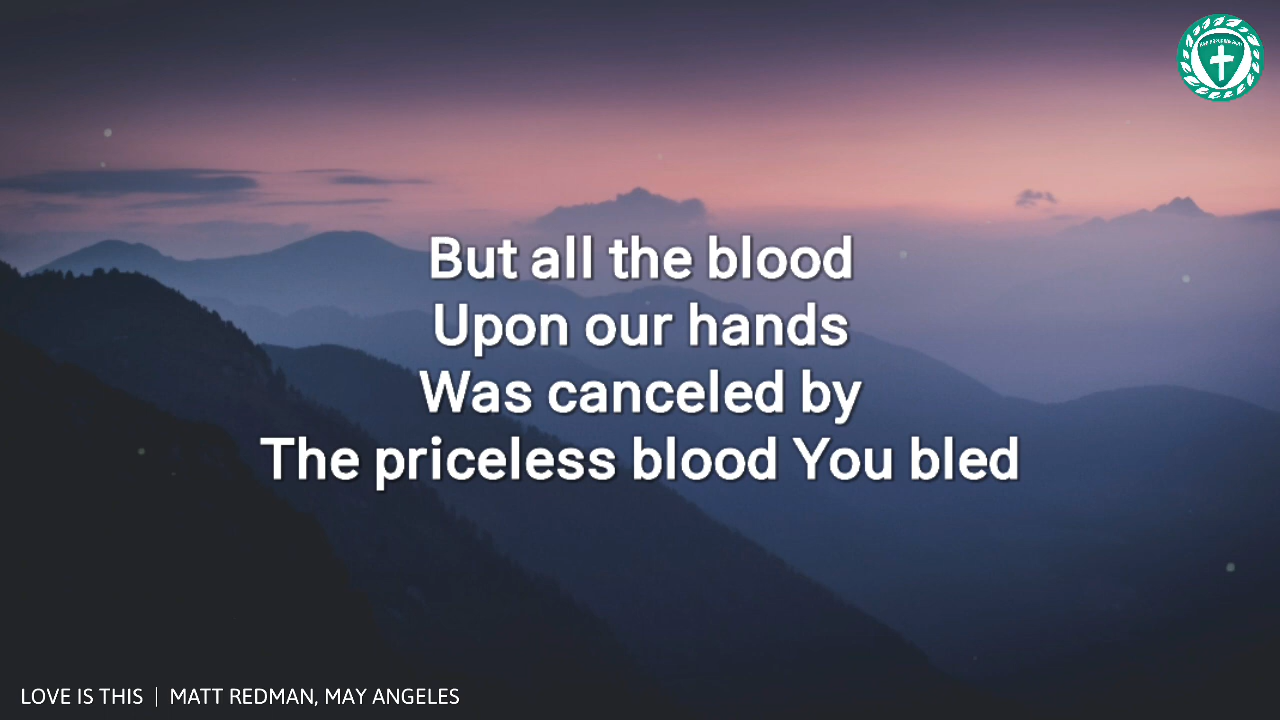 But all the blood
Upon our hands
Was canceled by
The priceless blood You bled
LOVE IS THIS | MATT REDMAN, MAY ANGELES